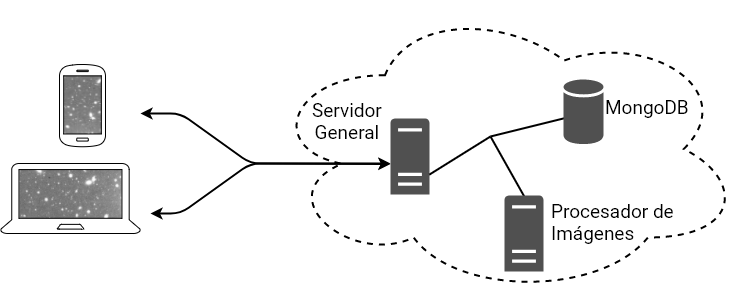 Servidor
General
MongoDB
Procesador de
Imágenes